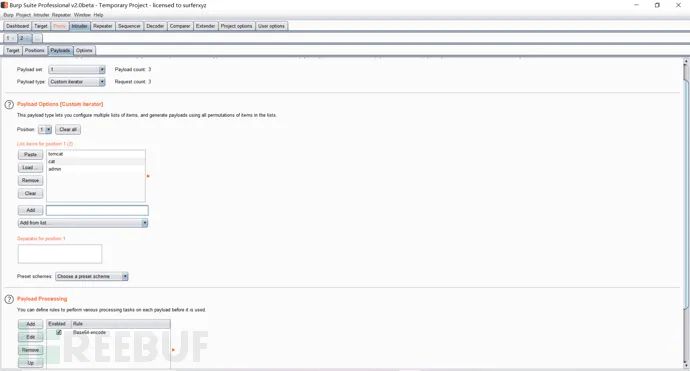 Burp Suite Professional v2.0beta - Temporary Project - licensed to surferxyz
Burp Project Intruder Repeater Window Help
Dashboard Target Proxy Intruder Repeater Sequencer Decoder Comparer Extender Project options User options
1 2 ...
Target Positions Payloads Options
Payload set: 1 Payload count: 3
Payload type: Custom iterator Request count: 3
? Payload Options [Custom iterator]
This payload type lets you configure multiple lists of items, and generate payloads using all permutations of items in the lists.
Position: 1 Clear all
List items for position 1 (3)
Paste tomcat
cat
Load ... admin
Remove
Clear
Add
Add from list ...
Separator for position 1
Preset schemes: Choose a preset scheme
? Payload Processing
You can define rules to perform various processing tasks on each payload before it is used.
Add Enabled Rule
Base64-encode
Edit
Remove
Up
REEBUF